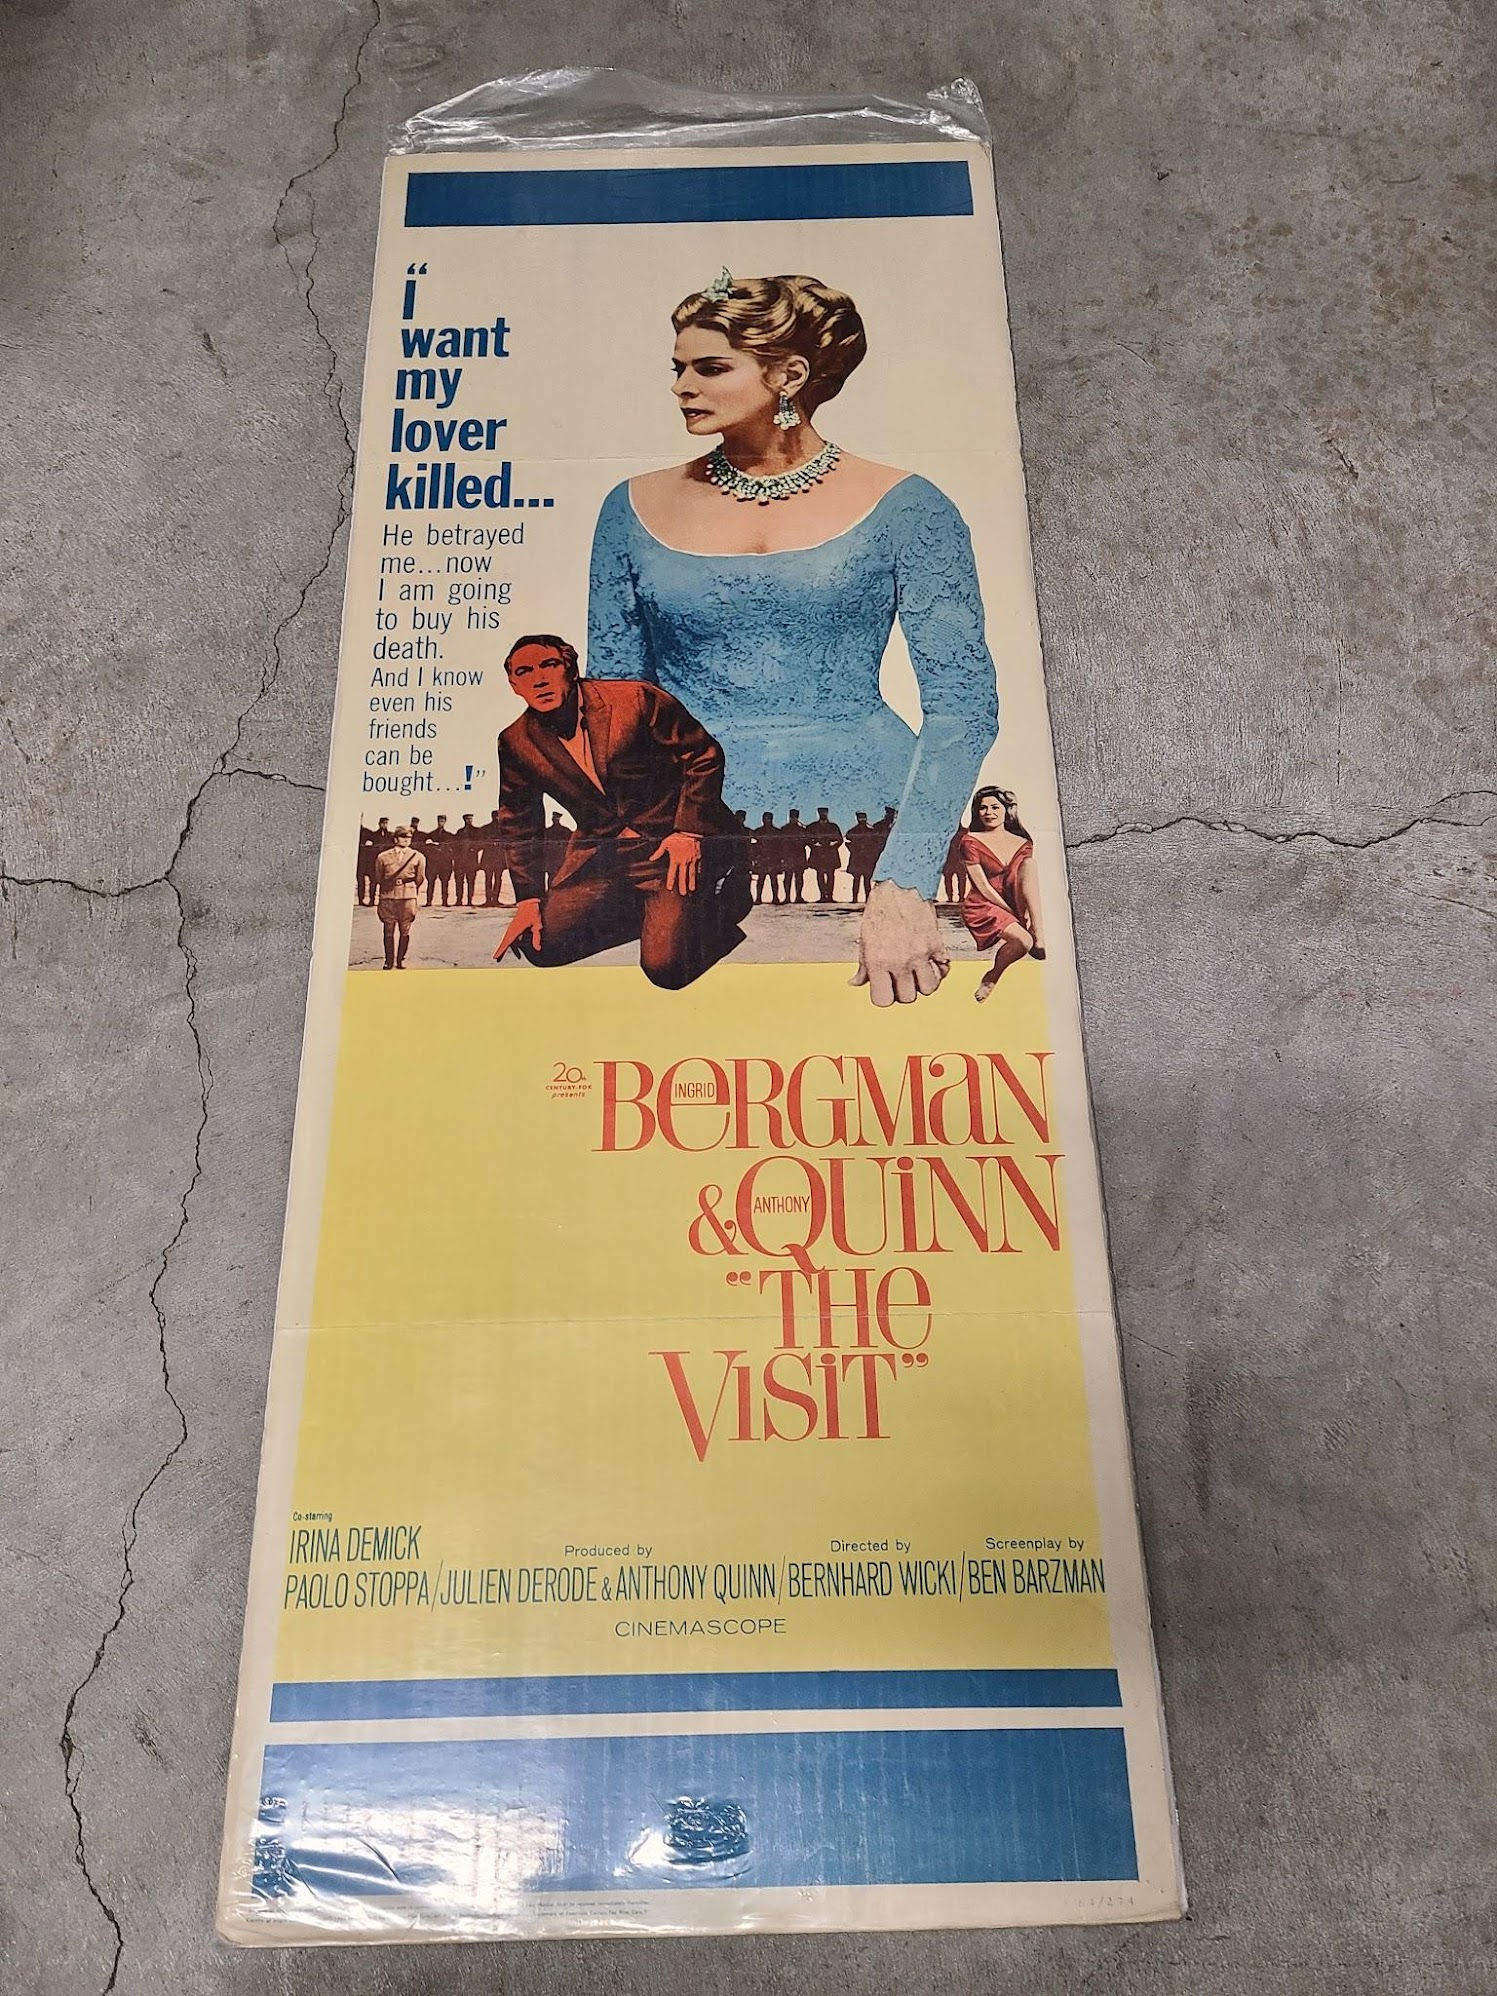 “I
want
my
lover
killed...
He betrayed
me...now
I am going
to buy his
death.
And I know
even his
friends
can be
bought...!”
20th
CENTURY-FOX
presents
INGRID
BERGMAN
& ANTHONY QUINN
“THE
VISIT”
Co-starring
IRINA DEMICK
PAOLO STOPPA/
Produced by
JULIEN DERODE & ANTHONY QUINN/
Directed by
BERNHARD WICKI/
Screenplay by
BEN BARZMAN
CINEMASCOPE
64/274